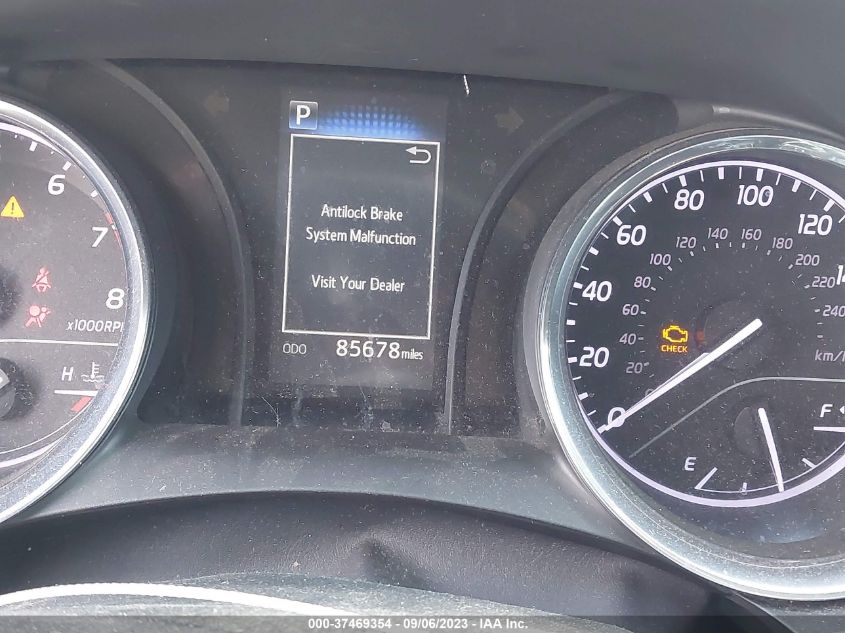 P
Antilock Brake
System Malfunction
Visit Your Dealer
ODO 85678 miles
6
7
8
x1000RP
H
0
20
40
60
80
100
120
20
40
60
80
100
120
140
160
180
200
220
240
km/
CHECK
E
F
000-37469354 - 09/06/2023 - IAA Inc.